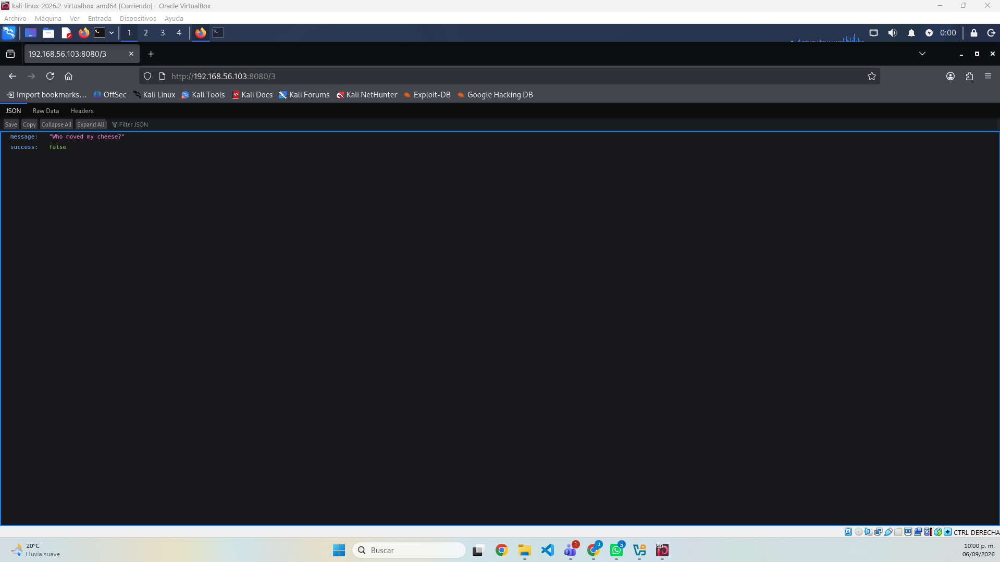 kali-linux-2026.2-virtualbox-amd64 [Corriendo] - Oracle VirtualBox
Archivo Máquina Ver Entrada Dispositivos Ayuda
1 2 3 4 0:00
192.168.56.103:8080/3
http://192.168.56.103:8080/3
Import bookmarks... OffSec Kali Linux Kali Tools Kali Docs Kali Forums Kali NetHunter Exploit-DB Google Hacking DB
JSON Raw Data Headers
Save Copy Collapse All Expand All Filter JSON
message: "Who moved my cheese?"
success: false
CTRL DERECHA
20°C
Lluvia suave
Buscar
1
J
5
x64
10:00 p. m.
06/09/2026